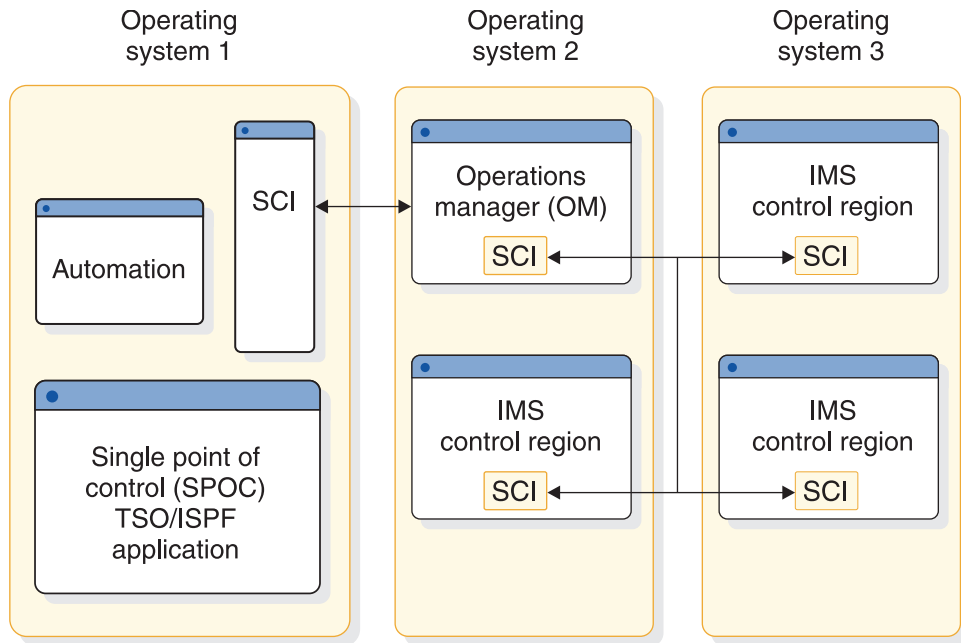 Operating
system 1
Operating
system 2
Operating
system 3
SCI
Automation
Single point of
control (SPOC)
TSO/ISPF
application
Operations
manager (OM)
SCI
IMS
control region
SCI
IMS
control region
SCI
IMS
control region
SCI